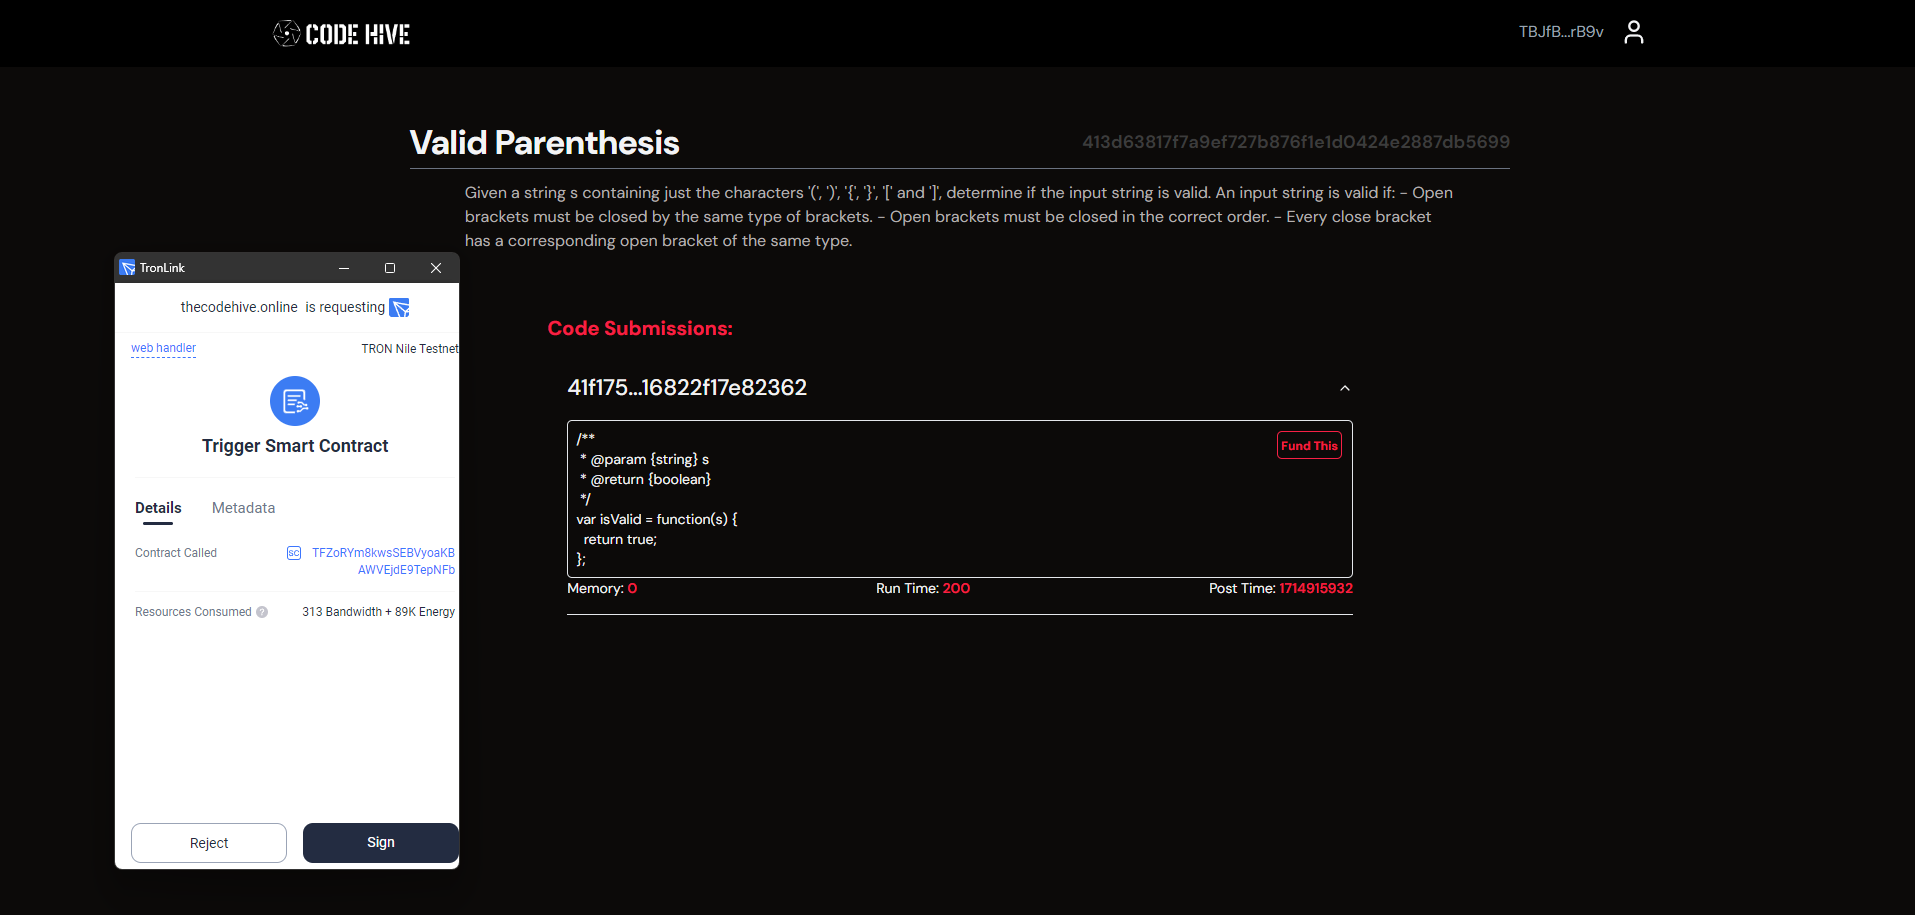 CODE HIVE
TBJfB...rB9v
Valid Parenthesis
413d63817f7a9ef727b876f1e1d0424e2887db5699
Given a string s containing just the characters '(', ')', '{', '}', '[' and ']', determine if the input string is valid. An input string is valid if: - Open
brackets must be closed by the same type of brackets. - Open brackets must be closed in the correct order. - Every close bracket
has a corresponding open bracket of the same type.
TronLink
thecodehive.online is requesting
web handler
TRON Nile Testnet
Trigger Smart Contract
Details
Metadata
Contract Called
SC
TFZoRYm8kwsSEBVyoaKB
AWVEjdE9TepNFb
Resources Consumed ?
313 Bandwidth + 89K Energy
Reject
Sign
Code Submissions:
41f175...16822f17e82362
Fund This
/**
* @param {string} s
* @return {boolean}
*/
var isValid = function(s) {
return true;
};
Memory: 0
Run Time: 200
Post Time: 1714915932